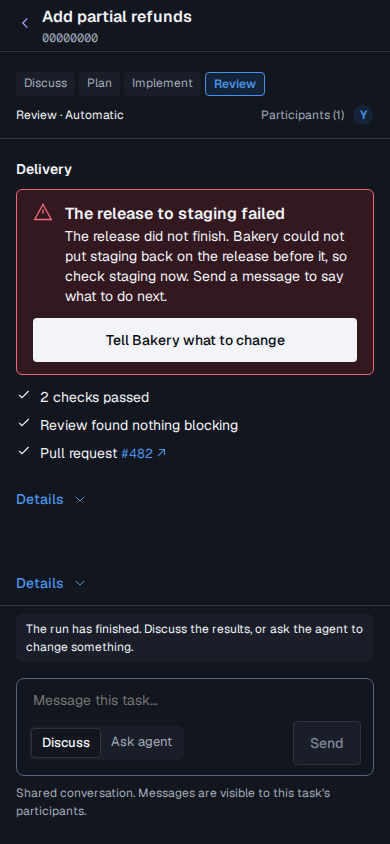 Add partial refunds
00000000
Discuss
Plan
Implement
Review
Review · Automatic
Participants (1)
Y
Delivery
The release to staging failed
The release did not finish. Bakery could not
put staging back on the release before it, so
check staging now. Send a message to say
what to do next.
Tell Bakery what to change
2 checks passed
Review found nothing blocking
Pull request #482
Details
Details
The run has finished. Discuss the results, or ask the agent to
change something.
Message this task…
Discuss
Ask agent
Send
Shared conversation. Messages are visible to this task's
participants.